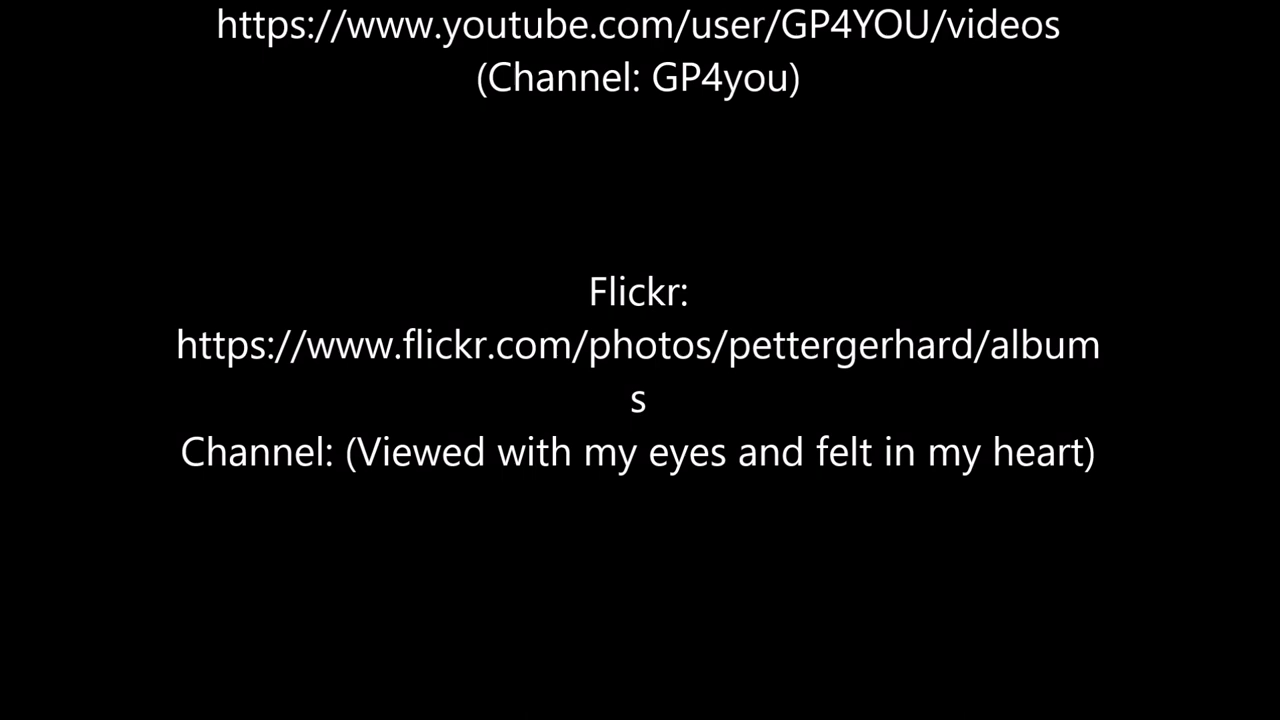 https://www.youtube.com/user/GP4YOU/videos
(Channel: GP4you)
Flickr:
https://www.flickr.com/photos/pettergerhard/album
s
Channel: (Viewed with my eyes and felt in my heart)